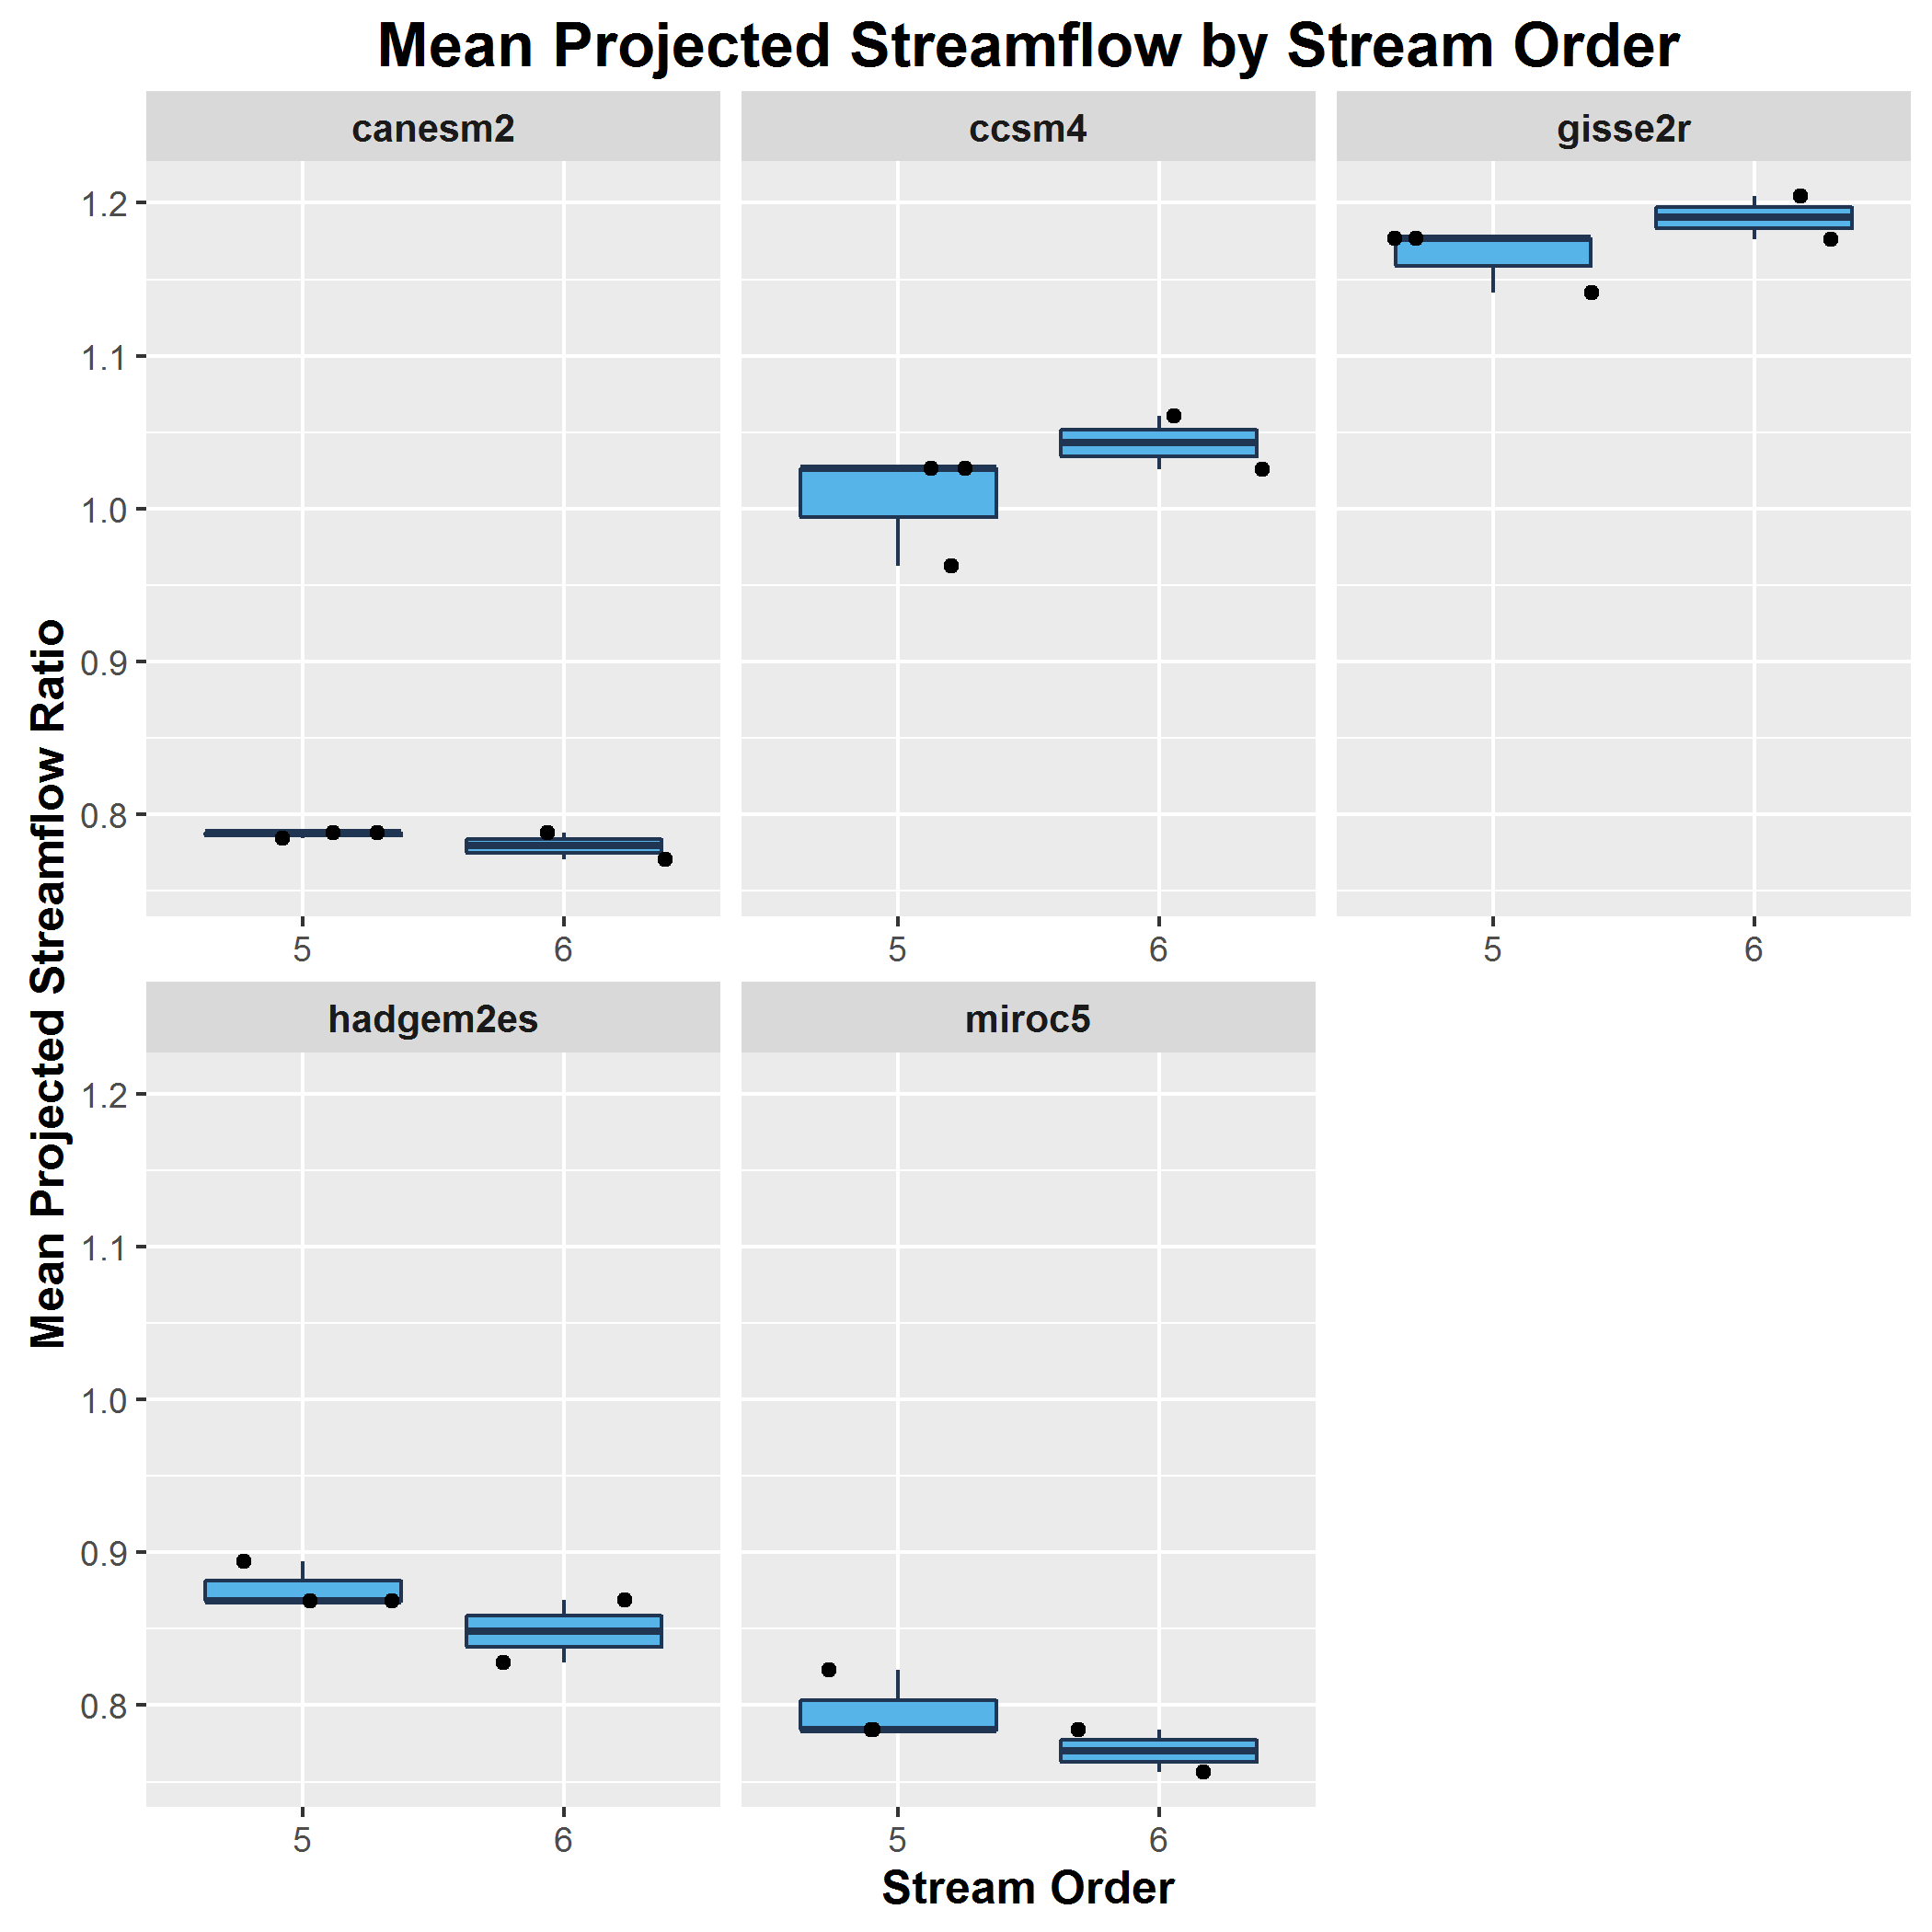 Mean Projected Streamflow by Stream Order
canesm2
ccsm4
gisse2r
1.2
1.1
1.0
0.9
0.8
5
6
5
6
5
6
Mean Projected Streamflow Ratio
hadgem2es
miroc5
1.2
1.1
1.0
0.9
0.8
5
6
5
6
Stream Order